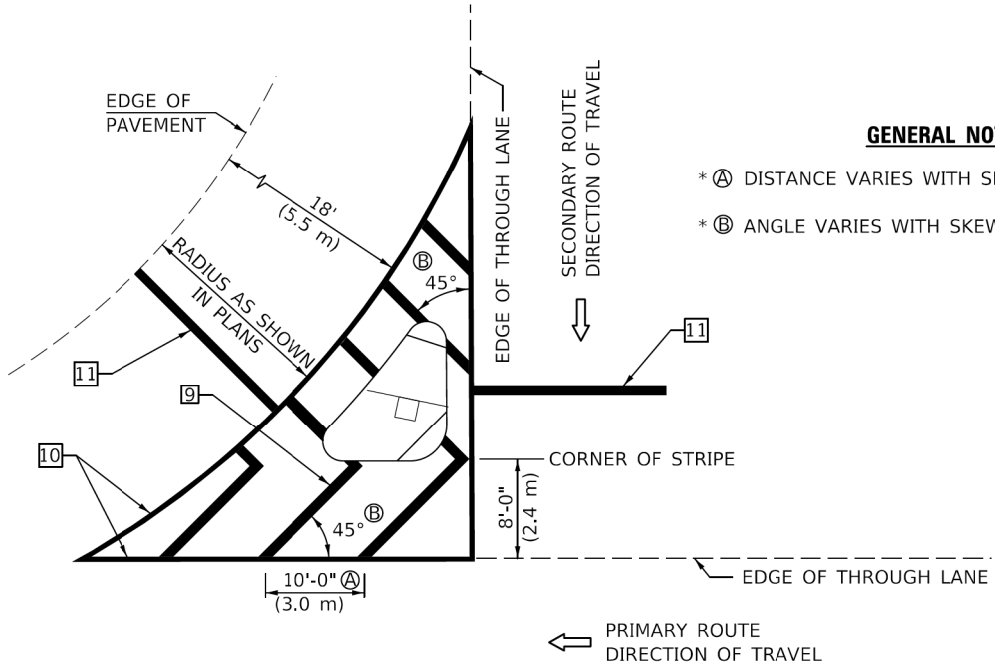 EDGE OF
PAVEMENT
18'
(5.5 m)
RADIUS AS SHOWN
IN PLANS
11
9
10
B
45°
45° B
10'-0" A
(3.0 m)
EDGE OF THROUGH LANE
SECONDARY ROUTE
DIRECTION OF TRAVEL
11
CORNER OF STRIPE
8'-0"
(2.4 m)
EDGE OF THROUGH LANE
PRIMARY ROUTE
DIRECTION OF TRAVEL
GENERAL
* A DISTANCE VARIES WITH
* B ANGLE VARIES WITH SKEW